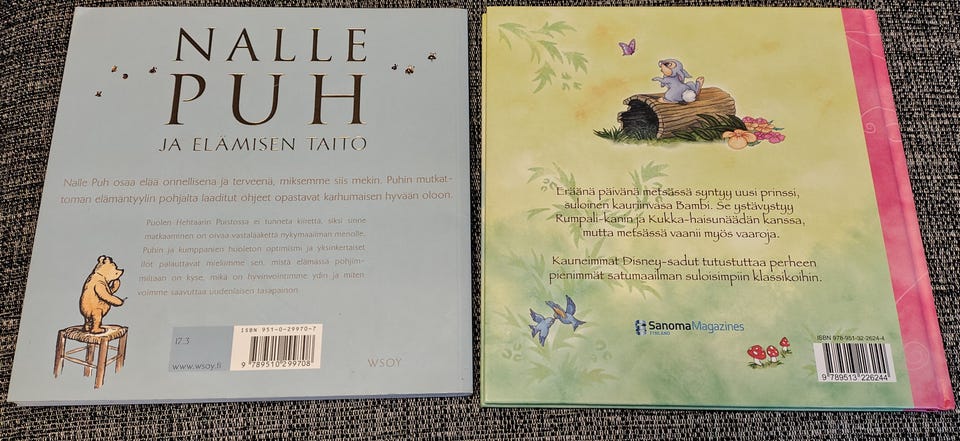 NALLE
PUH
JA ELÄMISEN TAITO
Nalle Puh osaa elää onnellisena ja terveenä, miksemme siis mekin. Puhin mutkat-
toman elämäntyylin pohjalta laaditut ohjeet opastavat karhumaisen hyvään oloon.
Puolen Hehtaarin Puistossa ei tunneta kiirettä, siksi sinne
matkaaminen on oivaa vastalääkettä nykymaailman menolle.
Puhin ja kumppanien huoleton optimismi ja yksinkertaiset
ilot palauttavat mielikimme sen, mistä elämässä pohjim-
miltaan on kyse, mikä on hyvinvointimme ydin ja miten
voimme saavuttaa uudenlaisen tasapainon.
17.3
www.wsoy.fi
ISBN 951-0-29970-7
9 789510 299708
WSOY
Eräänä päivänä metsässä syntyy uusi prinssi,
suloinen kauriinvasa Bambi. Se ystävystyy
Rumpali-kanin ja Kukka-haisunäädän kanssa,
mutta metsässä vaanii myös vaaroja.
Kauneimmat Disney-sadut tutustuttaa perheen
pienimmät satumaailman suloisimpiin klassikoihin.
SanomaMagazines
FINLAND
ISBN 978-951-32-2624-4
9 789513 226244